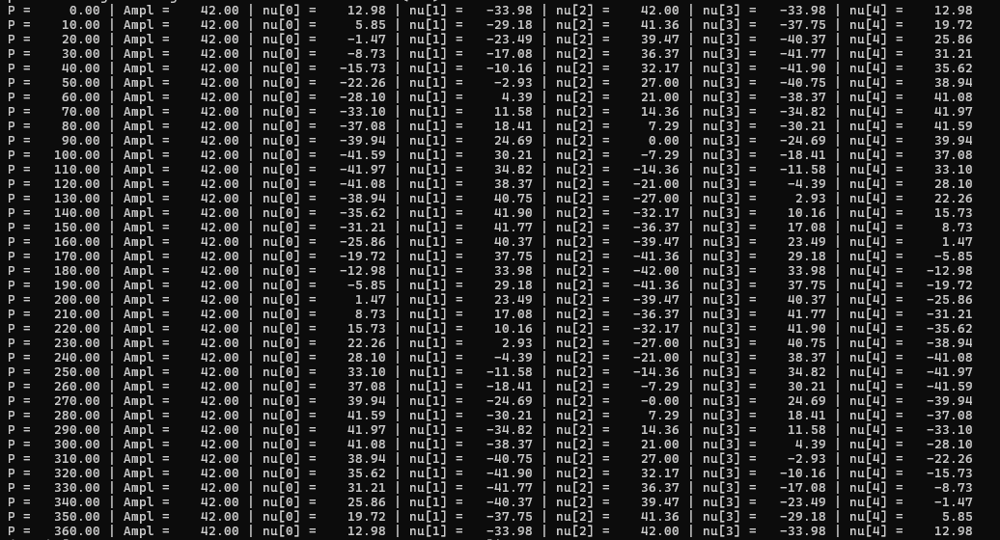 P = 0.00 | Ampl = 42.00 | nu[0] = 12.98 | nu[1] = -33.98 | nu[2] = 42.00 | nu[3] = -33.98 | nu[4] = 12.98
P = 10.00 | Ampl = 42.00 | nu[0] = 5.85 | nu[1] = -29.18 | nu[2] = 41.36 | nu[3] = -37.75 | nu[4] = 19.72
P = 20.00 | Ampl = 42.00 | nu[0] = -1.47 | nu[1] = -23.49 | nu[2] = 39.47 | nu[3] = -40.37 | nu[4] = 25.86
P = 30.00 | Ampl = 42.00 | nu[0] = -8.73 | nu[1] = -17.08 | nu[2] = 36.37 | nu[3] = -41.77 | nu[4] = 31.21
P = 40.00 | Ampl = 42.00 | nu[0] = -15.73 | nu[1] = -10.16 | nu[2] = 32.17 | nu[3] = -41.90 | nu[4] = 35.62
P = 50.00 | Ampl = 42.00 | nu[0] = -22.26 | nu[1] = -2.93 | nu[2] = 27.00 | nu[3] = -40.75 | nu[4] = 38.94
P = 60.00 | Ampl = 42.00 | nu[0] = -28.10 | nu[1] = 4.39 | nu[2] = 21.00 | nu[3] = -38.37 | nu[4] = 41.08
P = 70.00 | Ampl = 42.00 | nu[0] = -33.10 | nu[1] = 11.58 | nu[2] = 14.36 | nu[3] = -34.82 | nu[4] = 41.97
P = 80.00 | Ampl = 42.00 | nu[0] = -37.08 | nu[1] = 18.41 | nu[2] = 7.29 | nu[3] = -30.21 | nu[4] = 41.59
P = 90.00 | Ampl = 42.00 | nu[0] = -39.94 | nu[1] = 24.69 | nu[2] = 0.00 | nu[3] = -24.69 | nu[4] = 39.94
P = 100.00 | Ampl = 42.00 | nu[0] = -41.59 | nu[1] = 30.21 | nu[2] = -7.29 | nu[3] = -18.41 | nu[4] = 37.08
P = 110.00 | Ampl = 42.00 | nu[0] = -41.97 | nu[1] = 34.82 | nu[2] = -14.36 | nu[3] = -11.58 | nu[4] = 33.10
P = 120.00 | Ampl = 42.00 | nu[0] = -41.08 | nu[1] = 38.37 | nu[2] = -21.00 | nu[3] = -4.39 | nu[4] = 28.10
P = 130.00 | Ampl = 42.00 | nu[0] = -38.94 | nu[1] = 40.75 | nu[2] = -27.00 | nu[3] = 2.93 | nu[4] = 22.26
P = 140.00 | Ampl = 42.00 | nu[0] = -35.62 | nu[1] = 41.90 | nu[2] = -32.17 | nu[3] = 10.16 | nu[4] = 15.73
P = 150.00 | Ampl = 42.00 | nu[0] = -31.21 | nu[1] = 41.77 | nu[2] = -36.37 | nu[3] = 17.08 | nu[4] = 8.73
P = 160.00 | Ampl = 42.00 | nu[0] = -25.86 | nu[1] = 40.37 | nu[2] = -39.47 | nu[3] = 23.49 | nu[4] = 1.47
P = 170.00 | Ampl = 42.00 | nu[0] = -19.72 | nu[1] = 37.75 | nu[2] = -41.36 | nu[3] = 29.18 | nu[4] = -5.85
P = 180.00 | Ampl = 42.00 | nu[0] = -12.98 | nu[1] = 33.98 | nu[2] = -42.00 | nu[3] = 33.98 | nu[4] = -12.98
P = 190.00 | Ampl = 42.00 | nu[0] = -5.85 | nu[1] = 29.18 | nu[2] = -41.36 | nu[3] = 37.75 | nu[4] = -19.72
P = 200.00 | Ampl = 42.00 | nu[0] = 1.47 | nu[1] = 23.49 | nu[2] = -39.47 | nu[3] = 40.37 | nu[4] = -25.86
P = 210.00 | Ampl = 42.00 | nu[0] = 8.73 | nu[1] = 17.08 | nu[2] = -36.37 | nu[3] = 41.77 | nu[4] = -31.21
P = 220.00 | Ampl = 42.00 | nu[0] = 15.73 | nu[1] = 10.16 | nu[2] = -32.17 | nu[3] = 41.90 | nu[4] = -35.62
P = 230.00 | Ampl = 42.00 | nu[0] = 22.26 | nu[1] = 2.93 | nu[2] = -27.00 | nu[3] = 40.75 | nu[4] = -38.94
P = 240.00 | Ampl = 42.00 | nu[0] = 28.10 | nu[1] = -4.39 | nu[2] = -21.00 | nu[3] = 38.37 | nu[4] = -41.08
P = 250.00 | Ampl = 42.00 | nu[0] = 33.10 | nu[1] = -11.58 | nu[2] = -14.36 | nu[3] = 34.82 | nu[4] = -41.97
P = 260.00 | Ampl = 42.00 | nu[0] = 37.08 | nu[1] = -18.41 | nu[2] = -7.29 | nu[3] = 30.21 | nu[4] = -41.59
P = 270.00 | Ampl = 42.00 | nu[0] = 39.94 | nu[1] = -24.69 | nu[2] = -0.00 | nu[3] = 24.69 | nu[4] = -39.94
P = 280.00 | Ampl = 42.00 | nu[0] = 41.59 | nu[1] = -30.21 | nu[2] = 7.29 | nu[3] = 18.41 | nu[4] = -37.08
P = 290.00 | Ampl = 42.00 | nu[0] = 41.97 | nu[1] = -34.82 | nu[2] = 14.36 | nu[3] = 11.58 | nu[4] = -33.10
P = 300.00 | Ampl = 42.00 | nu[0] = 41.08 | nu[1] = -38.37 | nu[2] = 21.00 | nu[3] = 4.39 | nu[4] = -28.10
P = 310.00 | Ampl = 42.00 | nu[0] = 38.94 | nu[1] = -40.75 | nu[2] = 27.00 | nu[3] = -2.93 | nu[4] = -22.26
P = 320.00 | Ampl = 42.00 | nu[0] = 35.62 | nu[1] = -41.90 | nu[2] = 32.17 | nu[3] = -10.16 | nu[4] = -15.73
P = 330.00 | Ampl = 42.00 | nu[0] = 31.21 | nu[1] = -41.77 | nu[2] = 36.37 | nu[3] = -17.08 | nu[4] = -8.73
P = 340.00 | Ampl = 42.00 | nu[0] = 25.86 | nu[1] = -40.37 | nu[2] = 39.47 | nu[3] = -23.49 | nu[4] = -1.47
P = 350.00 | Ampl = 42.00 | nu[0] = 19.72 | nu[1] = -37.75 | nu[2] = 41.36 | nu[3] = -29.18 | nu[4] = 5.85
P = 360.00 | Ampl = 42.00 | nu[0] = 12.98 | nu[1] = -33.98 | nu[2] = 42.00 | nu[3] = -33.98 | nu[4] = 12.98